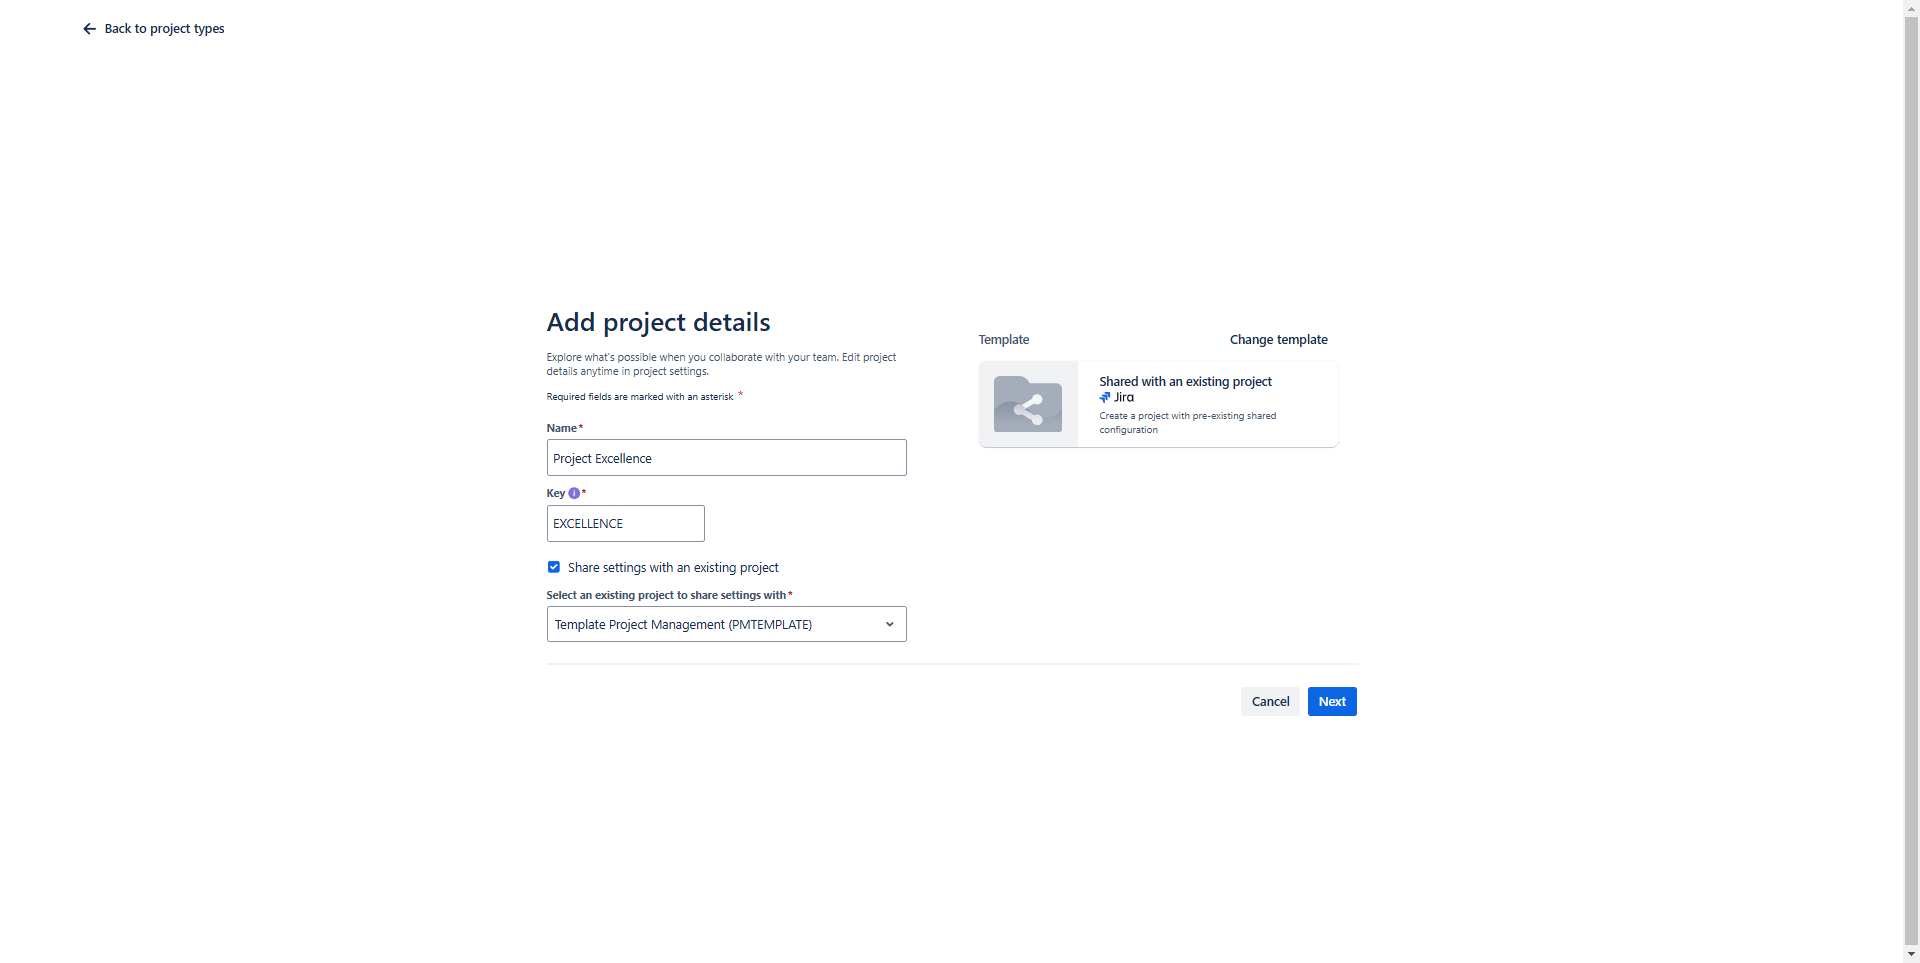 Back to project types
Add project details
Explore what's possible when you collaborate with your team. Edit project
details anytime in project settings.
Required fields are marked with an asterisk *
Name*
Project Excellence
Key i *
EXCELLENCE
Share settings with an existing project
Select an existing project to share settings with*
Template Project Management (PMTEMPLATE)
Template
Change template
Shared with an existing project
Jira
Create a project with pre-existing shared
configuration
Cancel
Next